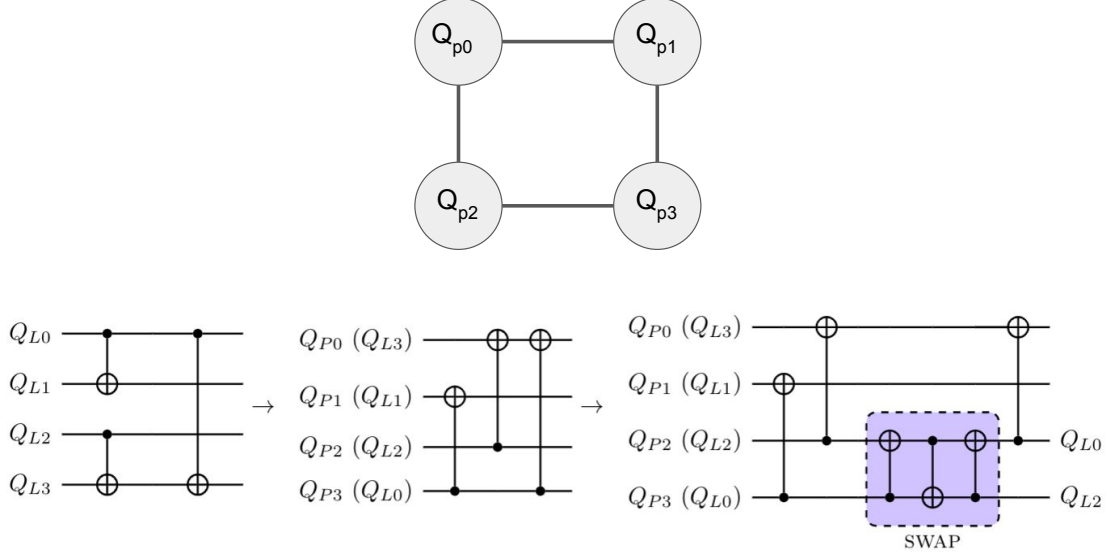 Q_p0 Q_p1
Q_p2 Q_p3
Q_L0
Q_L1
Q_L2
Q_L3
→
Q_P0 (Q_L3)
Q_P1 (Q_L1)
Q_P2 (Q_L2)
Q_P3 (Q_L0)
→
Q_P0 (Q_L3)
Q_P1 (Q_L1)
Q_P2 (Q_L2) Q_L0
Q_P3 (Q_L0) Q_L2
SWAP